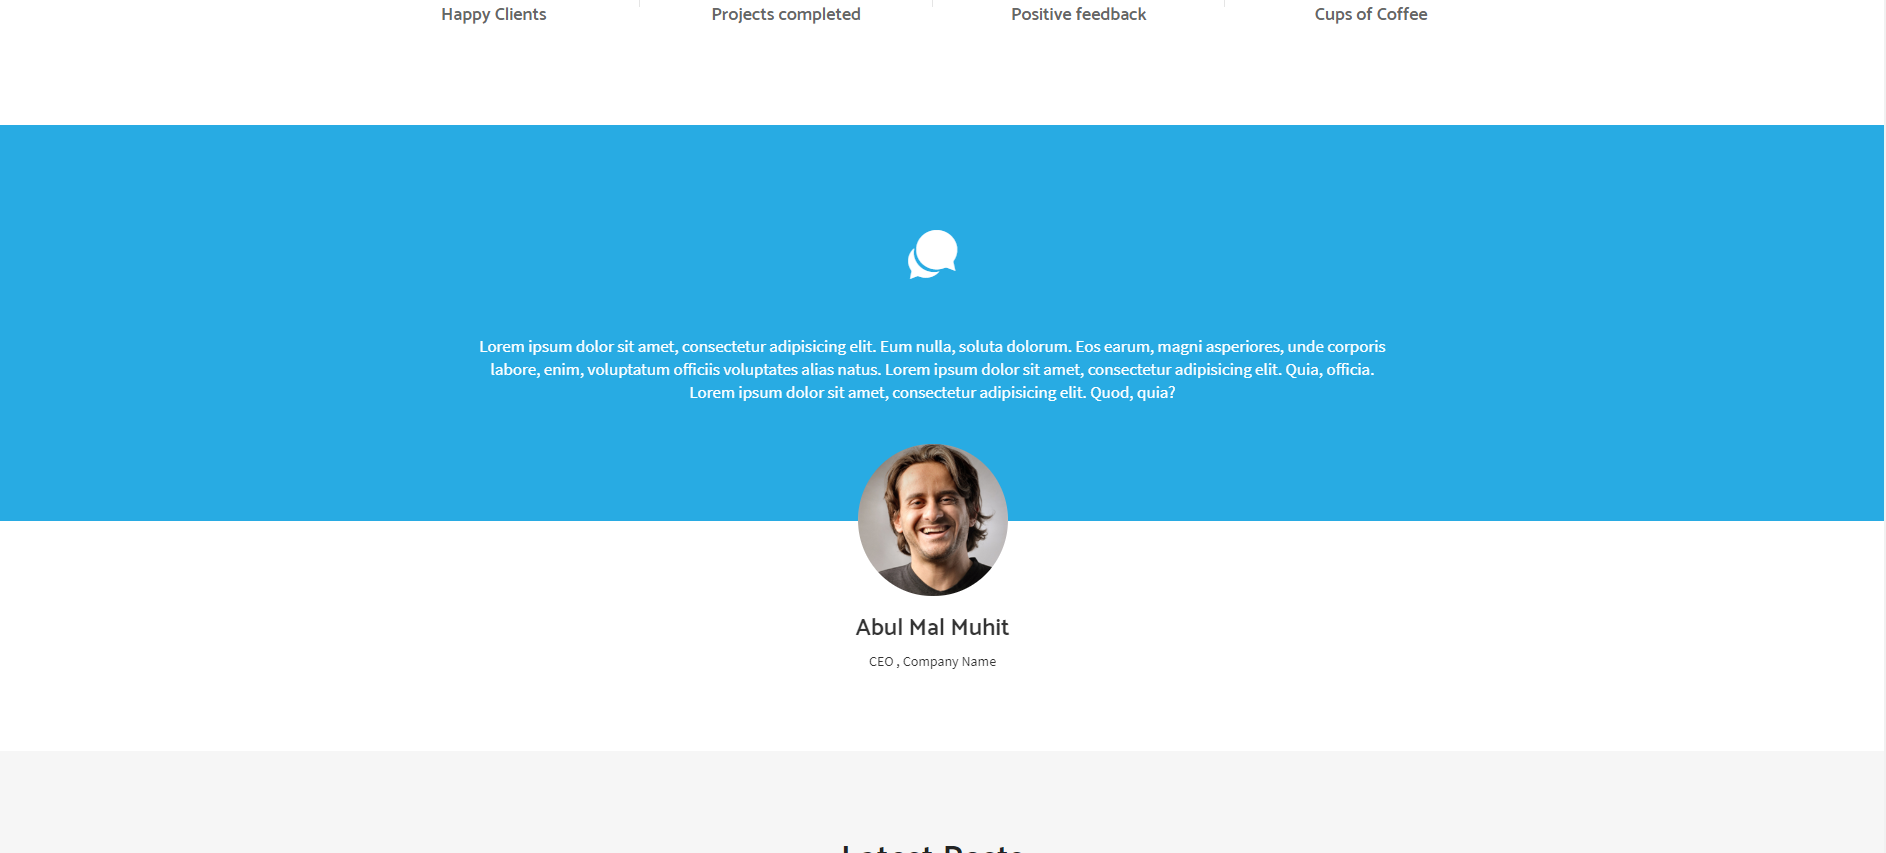 Happy Clients
Projects completed
Positive feedback
Cups of Coffee
Lorem ipsum dolor sit amet, consectetur adipisicing elit. Eum nulla, soluta dolorum. Eos earum, magni asperiores, unde corporis
labore, enim, voluptatum officiis voluptates alias natus. Lorem ipsum dolor sit amet, consectetur adipisicing elit. Quia, officia.
Lorem ipsum dolor sit amet, consectetur adipisicing elit. Quod, quia?
Abul Mal Muhit
CEO , Company Name
Latest Posts